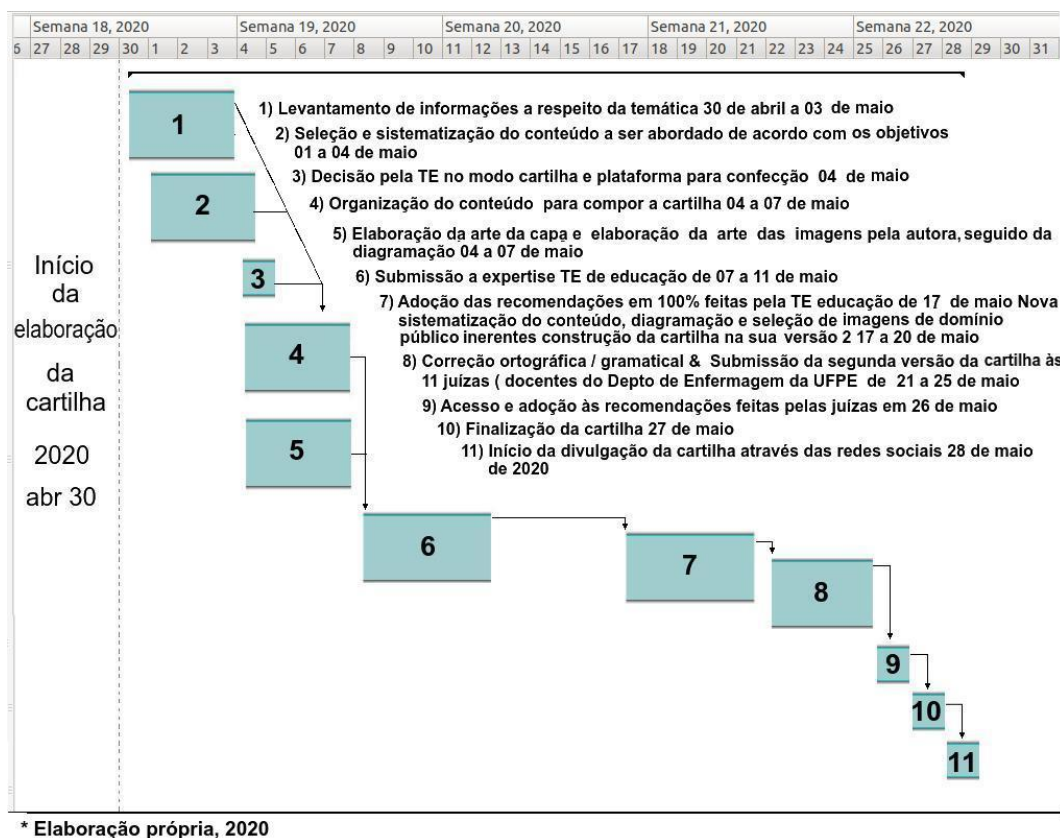 Semana 18, 2020 Semana 19, 2020 Semana 20, 2020 Semana 21, 2020 Semana 22, 2020
6 27 28 29 30 1 2 3 4 5 6 7 8 9 10 11 12 13 14 15 16 17 18 19 20 21 22 23 24 25 26 27 28 29 30 31
1
1) Levantamento de informações a respeito da temática 30 de abril a 03 de maio
2) Seleção e sistematização do conteúdo a ser abordado de acordo com os objetivos
01 a 04 de maio
2
3) Decisão pela TE no modo cartilha e plataforma para confecção 04 de maio
4) Organização do conteúdo para compor a cartilha 04 a 07 de maio
5) Elaboração da arte da capa e elaboração da arte das imagens pela autora, seguido da
diagramação 04 a 07 de maio
3
6) Submissão a expertise TE de educação de 07 a 11 de maio
7) Adoção das recomendações em 100% feitas pela TE educação de 17 de maio Nova
sistematização do conteúdo, diagramação e seleção de imagens de domínio
público inerentes construção da cartilha na sua versão 2 17 a 20 de maio
4
8) Correção ortográfica / gramatical & Submissão da segunda versão da cartilha às
11 juízas ( docentes do Depto de Enfermagem da UFPE de 21 a 25 de maio
9) Acesso e adoção às recomendações feitas pelas juízas em 26 de maio
10) Finalização da cartilha 27 de maio
11) Início da divulgação da cartilha através das redes sociais 28 de maio
de 2020
Início
da
elaboração
da
cartilha
2020
abr 30
5
6
7
8
9
10
11
* Elaboração própria, 2020